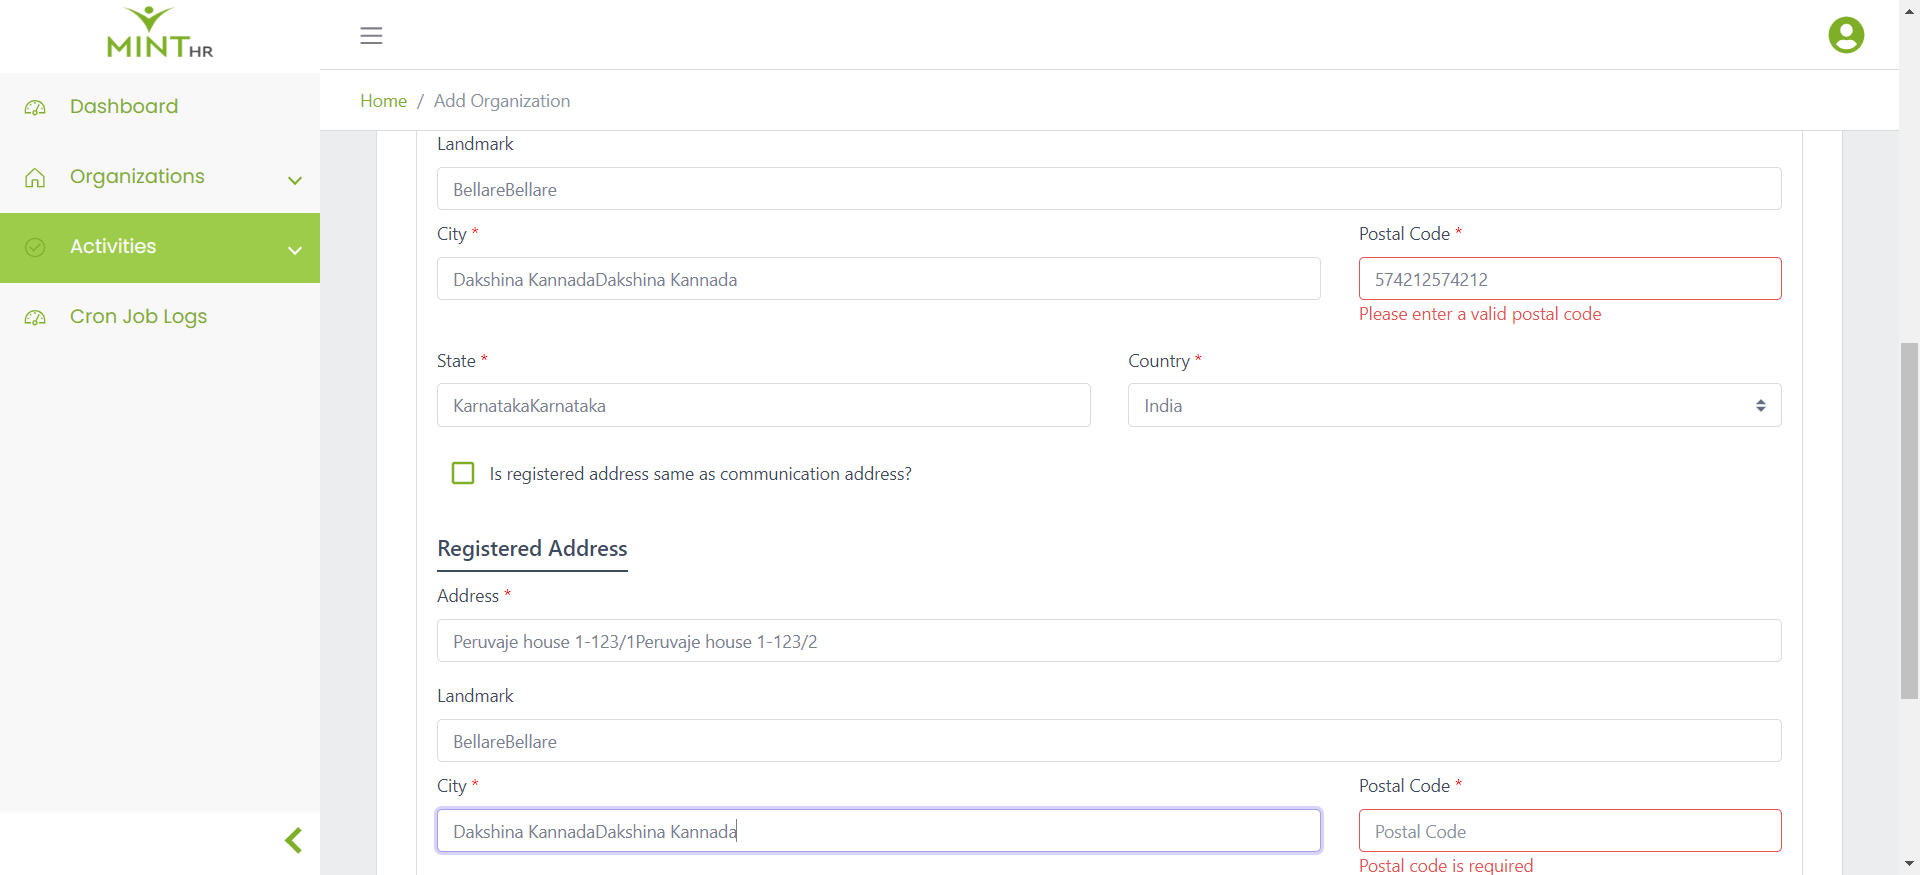 MINT HR
Dashboard
Organizations
Activities
Cron Job Logs
Home / Add Organization
Landmark
BellareBellare
City *
Postal Code *
Dakshina KannadaDakshina Kannada
574212574212
Please enter a valid postal code
State *
Country *
KarnatakaKarnataka
India
Is registered address same as communication address?
Registered Address
Address *
Peruvaje house 1-123/1Peruvaje house 1-123/2
Landmark
BellareBellare
City *
Postal Code *
Dakshina KannadaDakshina Kannada
Postal Code
Postal code is required